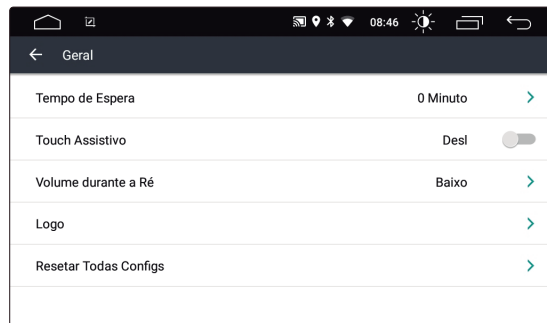 08:46
Geral
Tempo de Espera 0 Minuto
Touch Assistivo Desl
Volume durante a Ré Baixo
Logo
Resetar Todas Configs